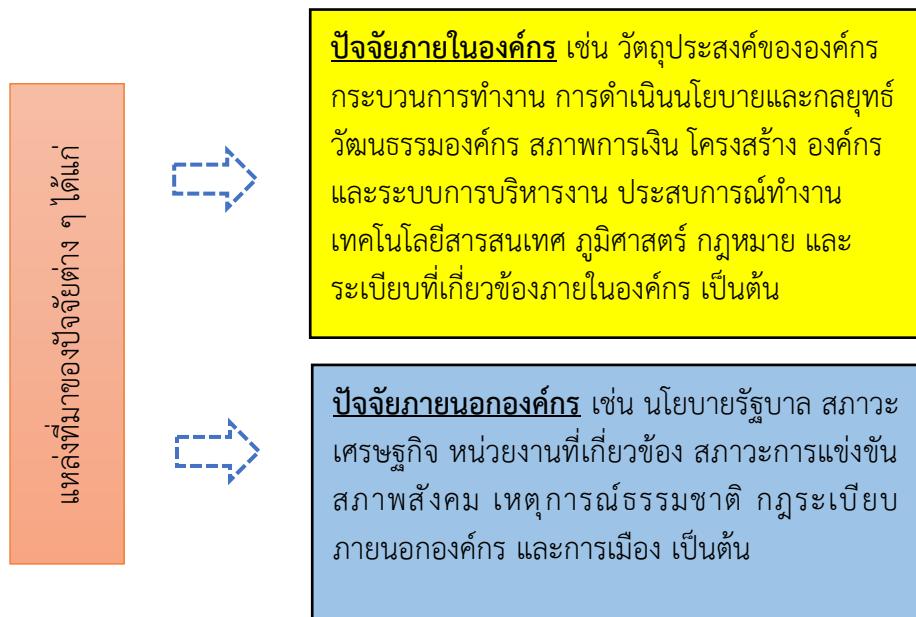 แหล่งที่มาของปัจจัยต่าง ๆ ได้แก่
ปัจจัยภายในองค์กร เช่น วัตถุประสงค์ขององค์กร
กระบวนการทำงาน การดำเนินนโยบายและกลยุทธ์
วัฒนธรรมองค์กร สภาพการเงิน โครงสร้าง องค์กร
และระบบการบริหารงาน ประสบการณ์ทำงาน
เทคโนโลยีสารสนเทศ ภูมิศาสตร์ กฎหมาย และ
ระเบียบที่เกี่ยวข้องภายในองค์กร เป็นต้น
ปัจจัยภายนอกองค์กร เช่น นโยบายรัฐบาล สภาวะ
เศรษฐกิจ หน่วยงานที่เกี่ยวข้อง สภาวะการแข่งขัน
สภาพสังคม เหตุการณ์ธรรมชาติ กฎระเบียบ
ภายนอกองค์กร และการเมือง เป็นต้น